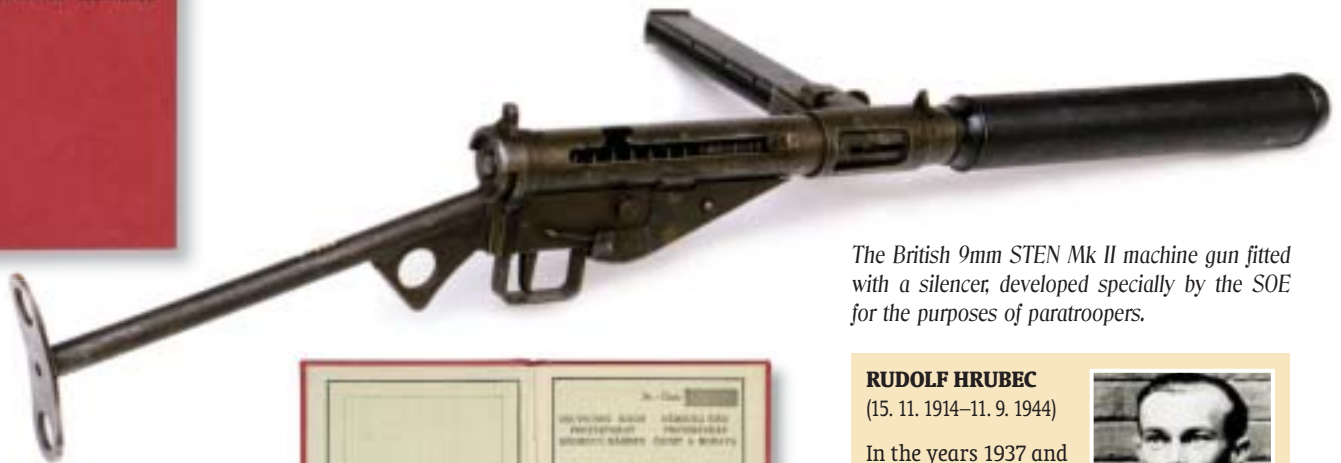 The British 9mm STEN Mk II machine gun fitted
with a silencer, developed specially by the SOE
for the purposes of paratroopers.
RUDOLF HRUBEC
(15. 11. 1914–11. 9. 1944)
In the years 1937 and